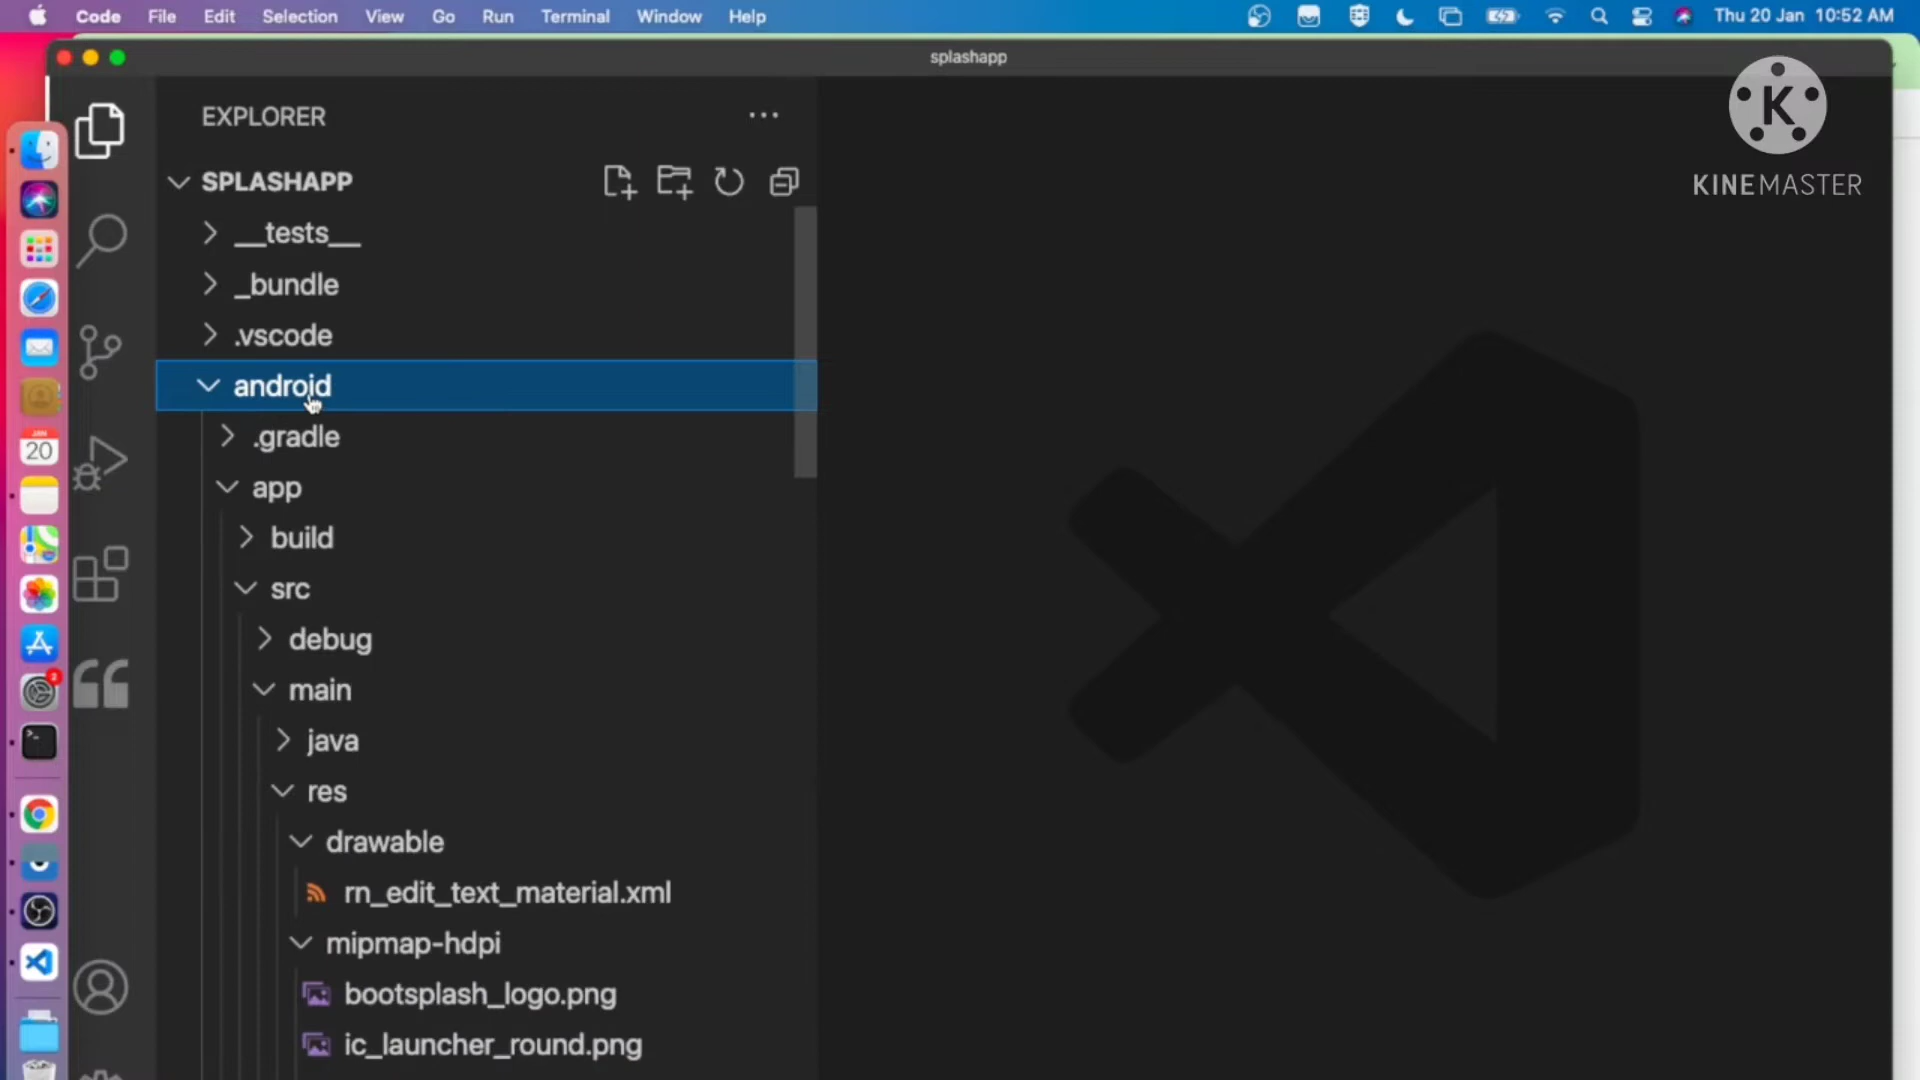 Code File Edit Selection View Go Run Terminal Window Help Thu 20 Jan 10:52 AM
splashapp
K
KINEMASTER
EXPLORER
SPLASHAPP
__tests__
_bundle
.vscode
android
.gradle
app
build
src
debug
main
java
res
drawable
rn_edit_text_material.xml
mipmap-hdpi
bootsplash_logo.png
ic_launcher_round.png
JAN
20
3